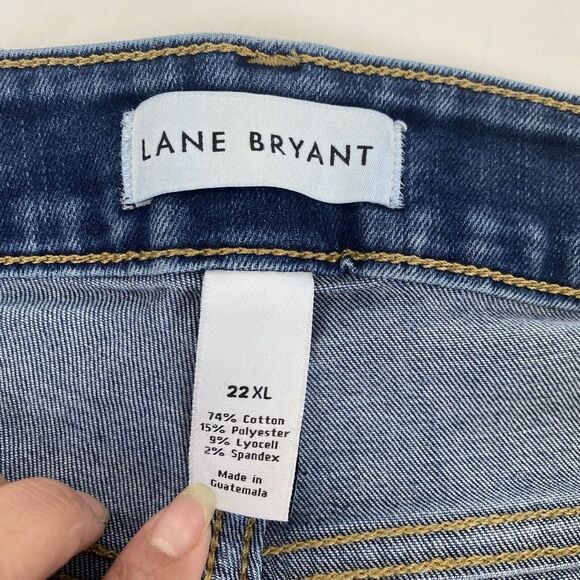 LANE BRYANT
22XL
74% Cotton
15% Polyester
9% Lyocell
2% Spandex
Made in
Guatemala